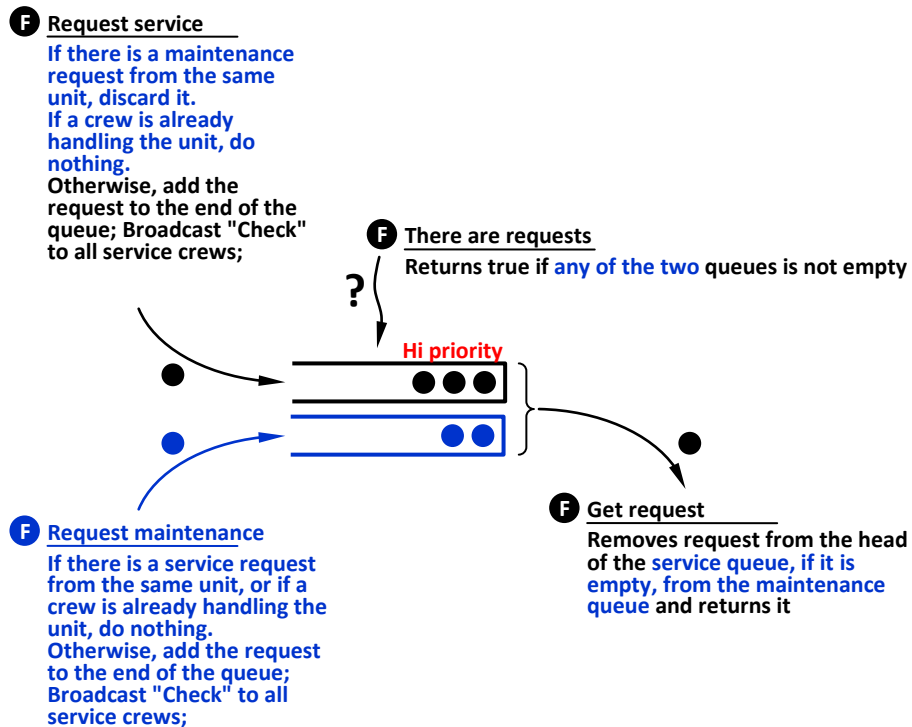 F Request service
If there is a maintenance
request from the same
unit, discard it.
If a crew is already
handling the unit, do
nothing.
Otherwise, add the
request to the end of the
queue; Broadcast "Check"
to all service crews;
F There are requests
Returns true if any of the two queues is not empty
?
Hi priority
F Request maintenance
If there is a service request
from the same unit, or if a
crew is already handling the
unit, do nothing.
Otherwise, add the request
to the end of the queue;
Broadcast "Check" to all
service crews;
F Get request
Removes request from the head
of the service queue, if it is
empty, from the maintenance
queue and returns it